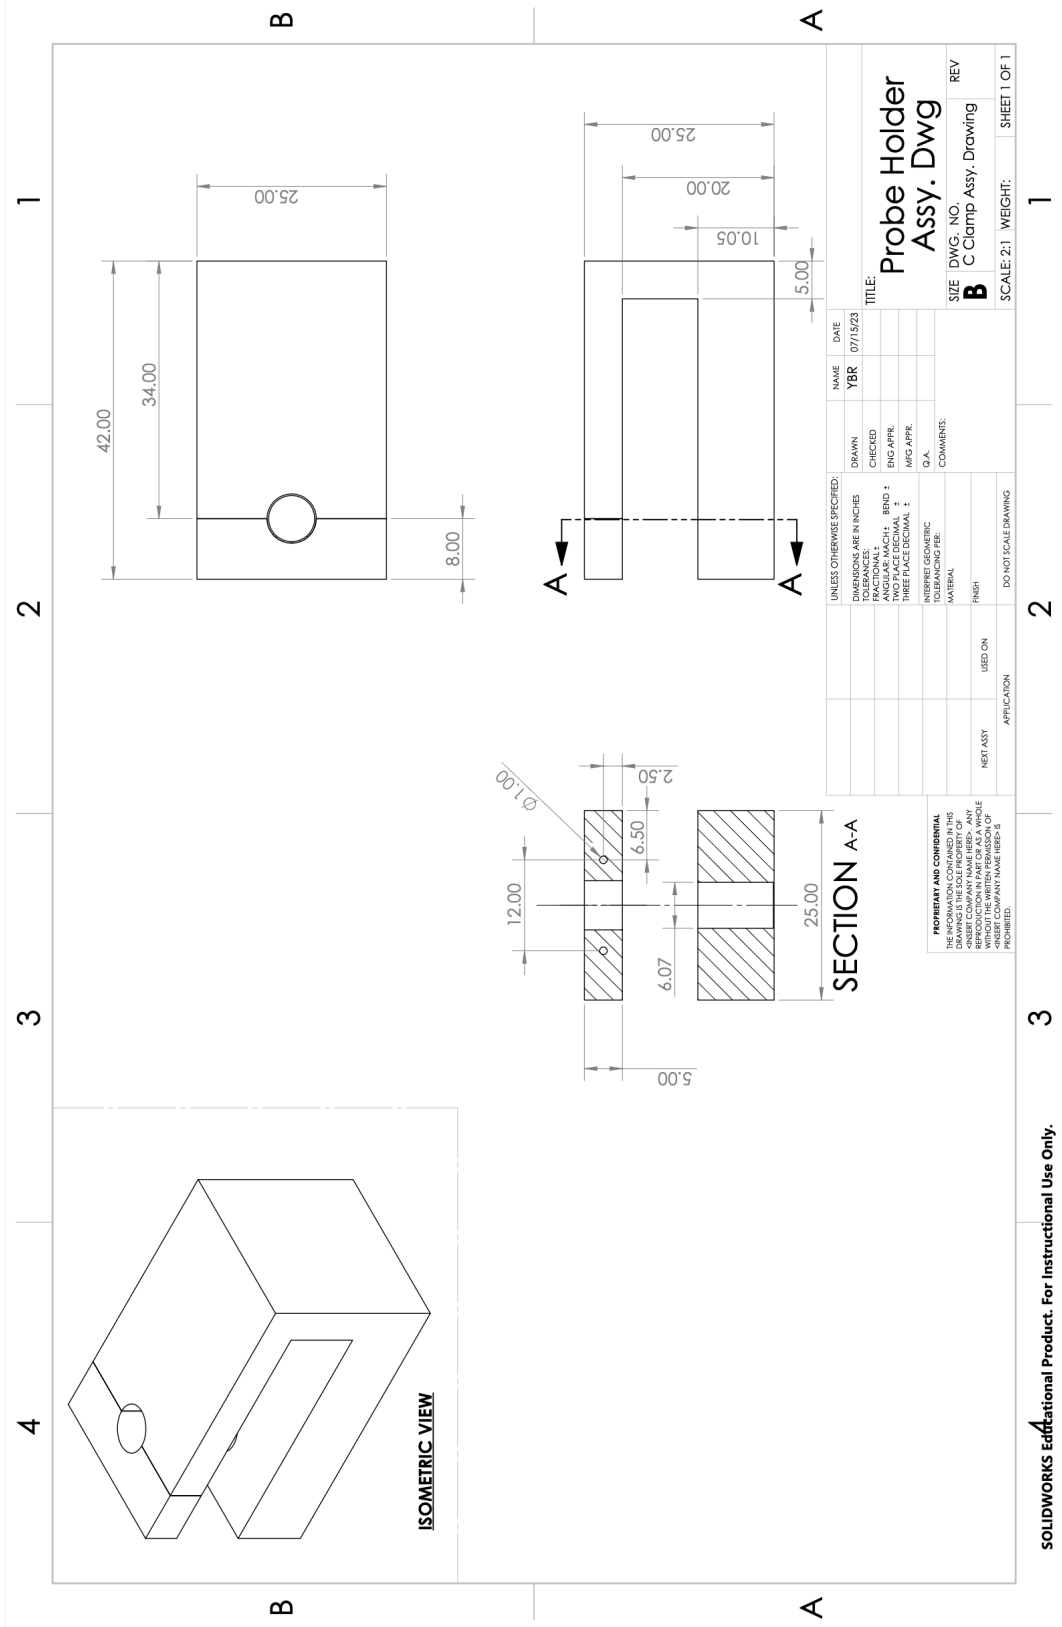 B
A
1
2
3
4
42.00
34.00
25.00
8.00
25.00
20.00
10.05
5.00
A
A
Ø1.00
2.50
12.00
6.50
6.07
25.00
5.00
SECTION A-A
ISOMETRIC VIEW
PROPRIETARY AND CONFIDENTIAL
THE INFORMATION CONTAINED IN THIS
DRAWING IS THE SOLE PROPERTY OF
<INSERT COMPANY NAME HERE>. ANY
REPRODUCTION IN PART OR AS A WHOLE
WITHOUT THE WRITTEN PERMISSION OF
<INSERT COMPANY NAME HERE> IS
PROHIBITED.
NEXT ASSY
USED ON
APPLICATION
UNLESS OTHERWISE SPECIFIED:
DIMENSIONS ARE IN INCHES
TOLERANCES:
FRACTIONAL ±
ANGULAR: MACH ± BEND ±
TWO PLACE DECIMAL ±
THREE PLACE DECIMAL ±
INTERPRET GEOMETRIC
TOLERANCING PER:
MATERIAL
FINISH
DO NOT SCALE DRAWING
NAME DATE
DRAWN YBR 07/15/23
CHECKED
ENG APPR.
MFG APPR.
Q.A.
COMMENTS:
TITLE:
Probe Holder
Assy. Dwg
SIZE DWG. NO. REV
B C Clamp Assy. Drawing
SCALE: 2:1 WEIGHT: SHEET 1 OF 1
B
A
1
2
3
4
SOLIDWORKS Educational Product. For Instructional Use Only.